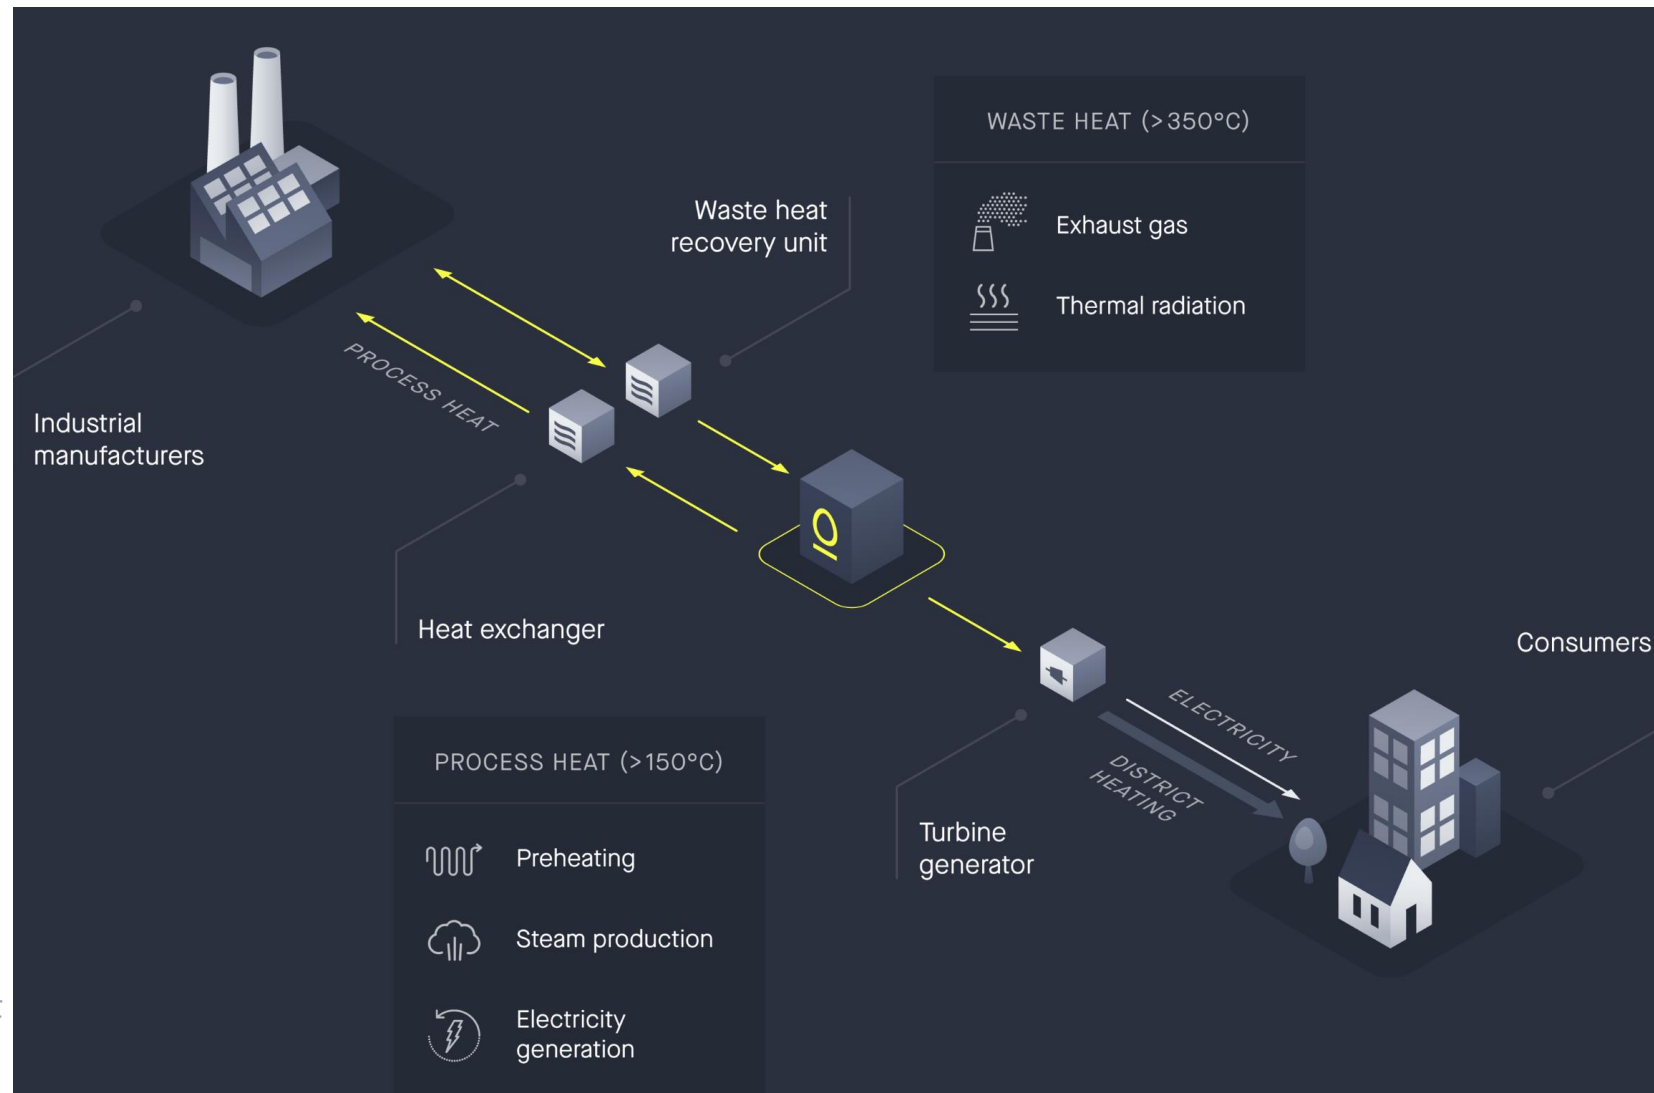 WASTE HEAT (>350°C)
Exhaust gas
Thermal radiation
Waste heat
recovery unit
PROCESS HEAT
Industrial
manufacturers
Heat exchanger
Consumers
ELECTRICITY
DISTRICT
HEATING
Turbine
generator
PROCESS HEAT (>150°C)
Preheating
Steam production
Electricity
generation